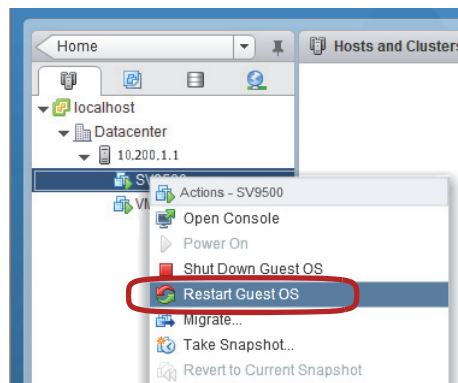 Home
Hosts and Clusters
localhost
Datacenter
10.200.1.1
Actions - SV9500
Open Console
Power On
Shut Down Guest OS
Restart Guest OS
Migrate...
Take Snapshot...
Revert to Current Snapshot